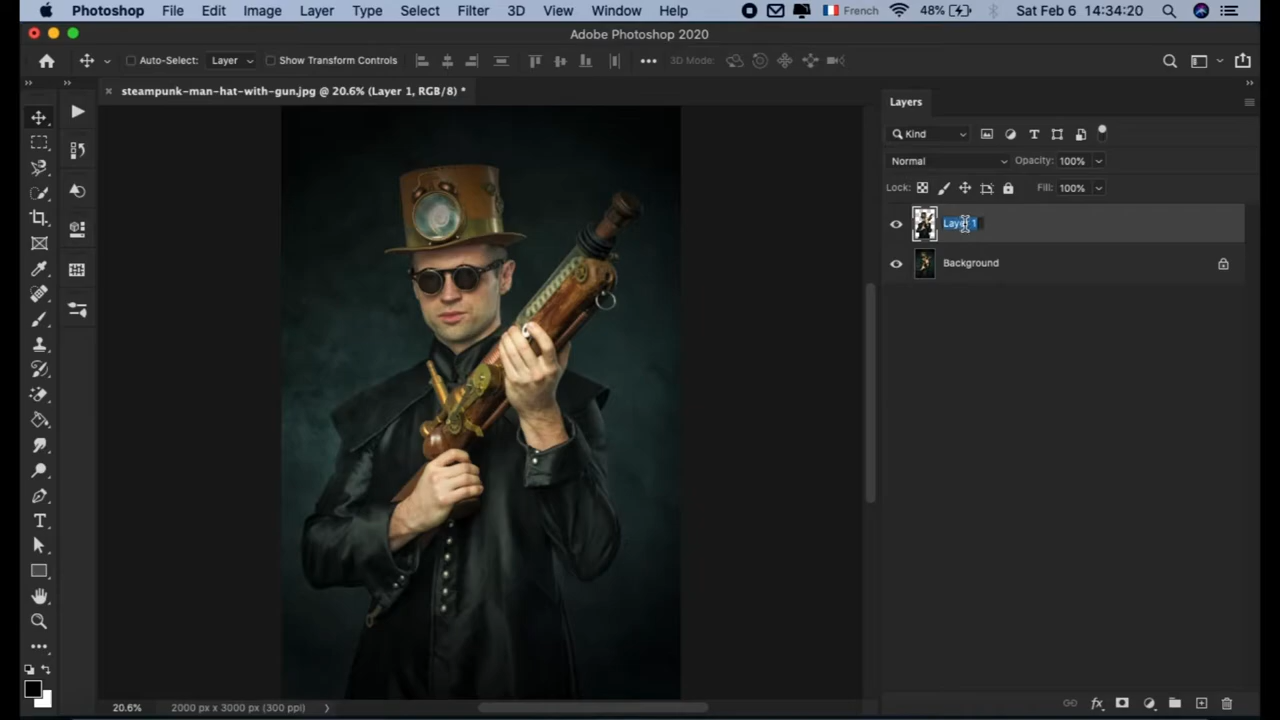 Photoshop File Edit Image Layer Type Select Filter 3D View Window Help French 48% Sat Feb 6 14:34:20
Adobe Photoshop 2020
Auto-Select: Layer Show Transform Controls 3D Mode:
steampunk-man-hat-with-gun.jpg @ 20.6% (Layer 1, RGB/8) *
Layers
Kind
Normal Opacity: 100%
Lock: Fill: 100%
Layer 1
Background
20.6% 2000 px x 3000 px (300 ppi)